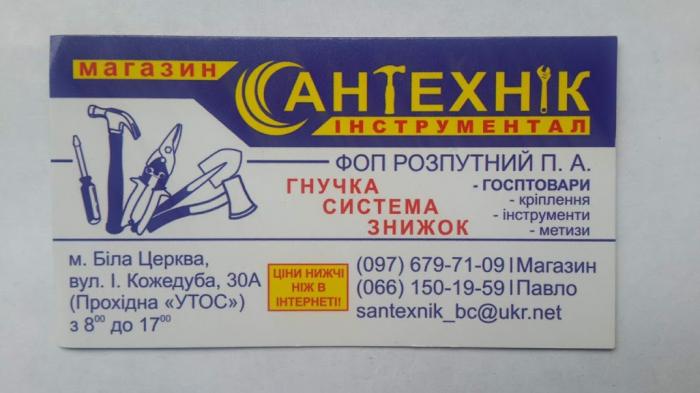 магазин
САНТЕХНІК
ІНСТРУМЕНТАЛ
ФОП РОЗПУТНИЙ П. А.
ГНУЧКА
СИСТЕМА
ЗНИЖОК
- ГОСПТОВАРИ
- кріплення
- інструменти
- метизи
м. Біла Церква,
вул. І. Кожедуба, 30А
(Прохідна «УТОС»)
з 8⁰⁰ до 17⁰⁰
ЦІНИ НИЖЧІ
НІЖ В
ІНТЕРНЕТІ!
(097) 679-71-09 | Магазин
(066) 150-19-59 | Павло
santexnik_bc@ukr.net